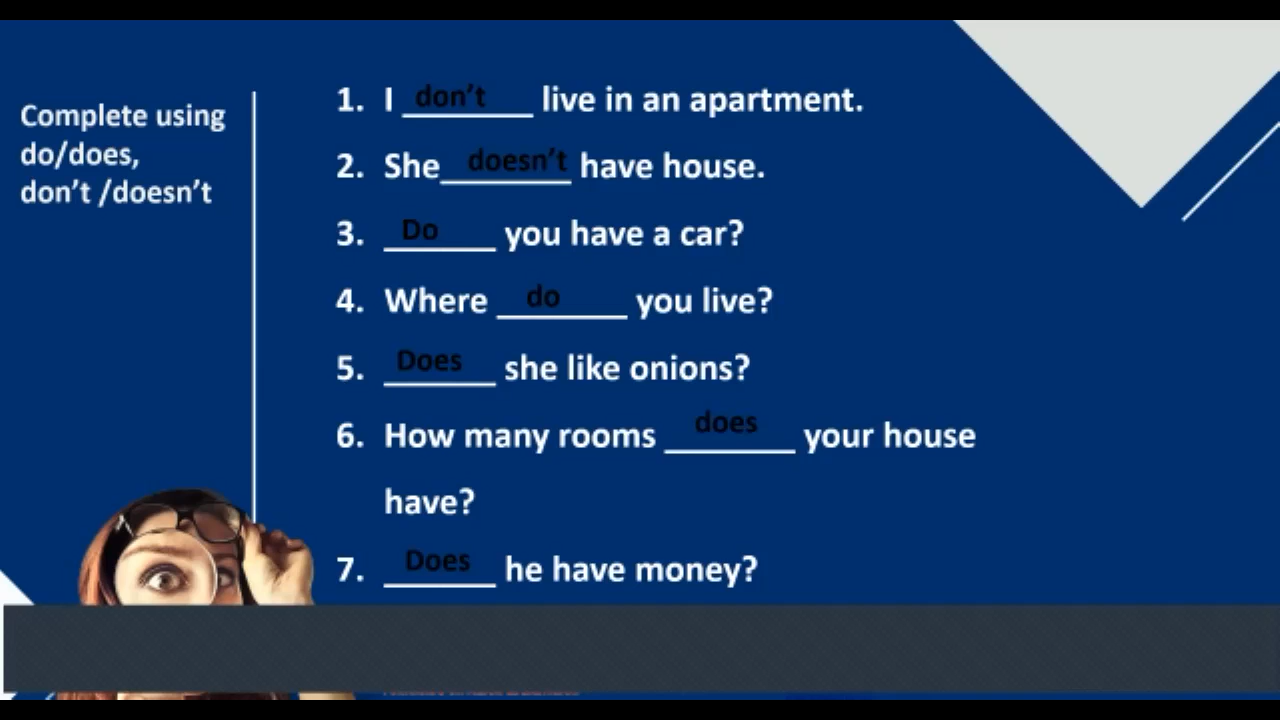 Complete using
do/does,
don't /doesn't
1. I don't live in an apartment.
2. She doesn't have house.
3. Do you have a car?
4. Where do you live?
5. Does she like onions?
6. How many rooms does your house
have?
7. Does he have money?